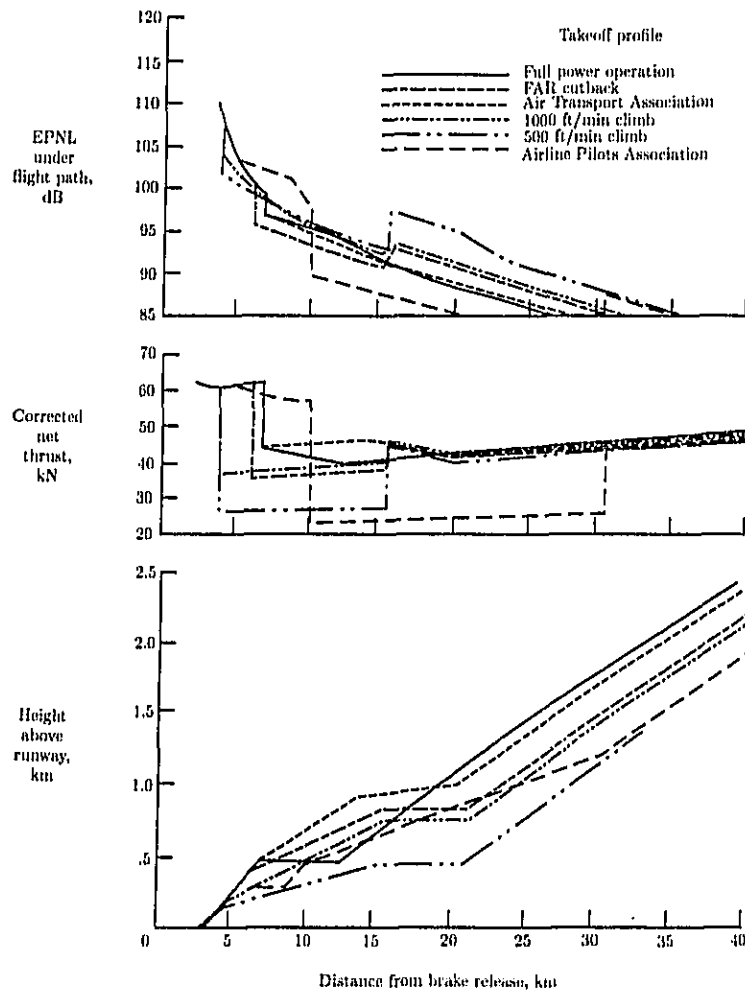 Takeoff profile
Full power operation
FAR cutback
Air Transport Association
1000 ft/min climb
500 ft/min climb
Airline Pilots Association
EPNL
under
flight path,
dB
120
115
110
105
100
95
90
85
Corrected
net
thrust,
kN
70
60
50
40
30
20
Height
above
runway,
km
2.5
2.0
1.5
1.0
.5
0
5
10
15
20
25
30
35
40
Distance from brake release, km